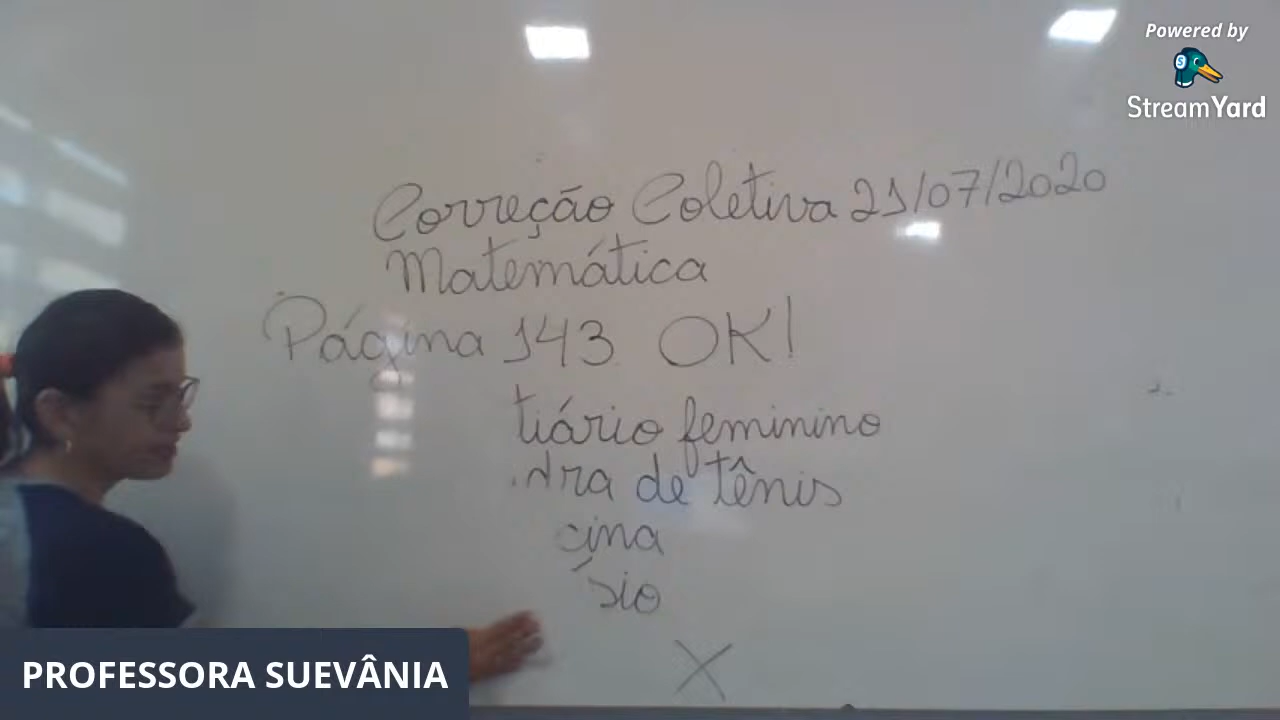 Powered by
StreamYard
Correção Coletiva 21/07/2020
Matemática
Página 143 OK!
tiário feminino
dra de tênis
cina
sio
X
PROFESSORA SUEVÂNIA